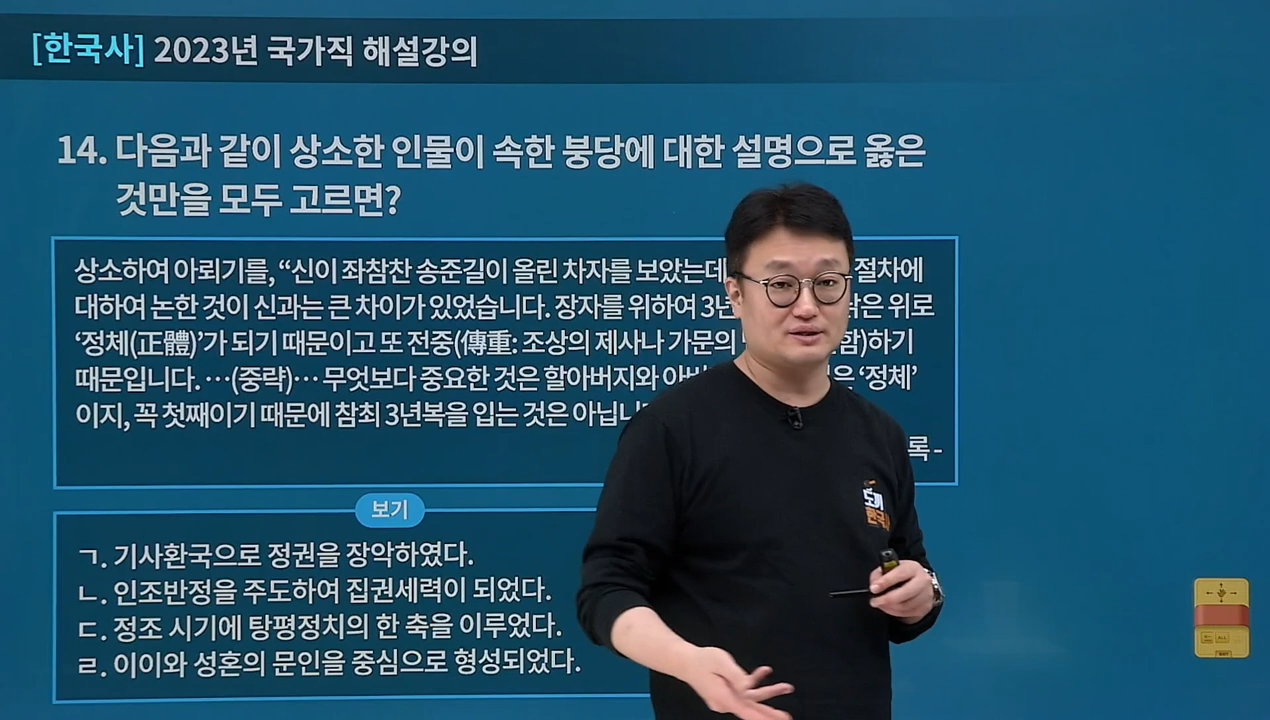 [한국사] 2023년 국가직 해설강의
14. 다음과 같이 상소한 인물이 속한 붕당에 대한 설명으로 옳은
것만을 모두 고르면?
상소하여 아뢰기를, “신이 좌참찬 송준길이 올린 차자를 보았는데 절차에
대하여 논한 것이 신과는 큰 차이가 있었습니다. 장자를 위하여 위로
‘정체(正體)’가 되기 때문이고 또 전중(傳重: 조상의 제사나 가문의 함)하기
때문입니다. …(중략)… 무엇보다 중요한 것은 할아버지와 ‘정체’
이지, 꼭 첫째이기 때문에 참최 3년복을 입는 것은
록 -
보기
ㄱ. 기사환국으로 정권을 장악하였다.
ㄴ. 인조반정을 주도하여 집권세력이 되었다.
ㄷ. 정조 시기에 탕평정치의 한 축을 이루었다.
ㄹ. 이이와 성혼의 문인을 중심으로 형성되었다.